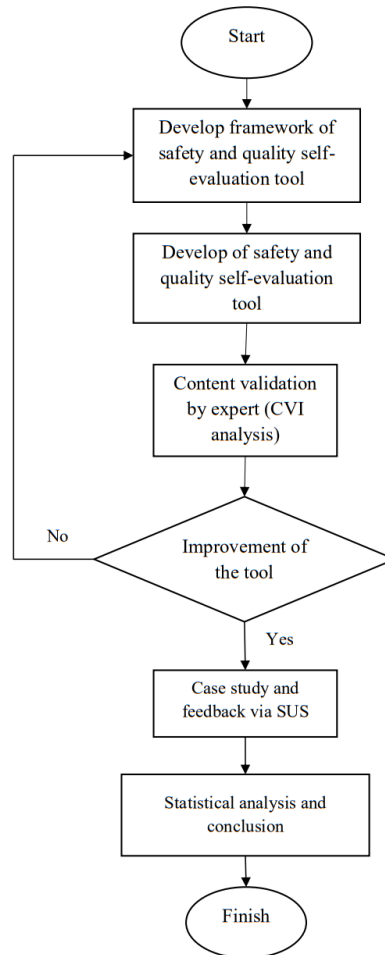 Start
Develop framework of
safety and quality self-
evaluation tool
Develop of safety and
quality self-evaluation
tool
Content validation
by expert (CVI
analysis)
Improvement of
the tool
No
Yes
Case study and
feedback via SUS
Statistical analysis and
conclusion
Finish